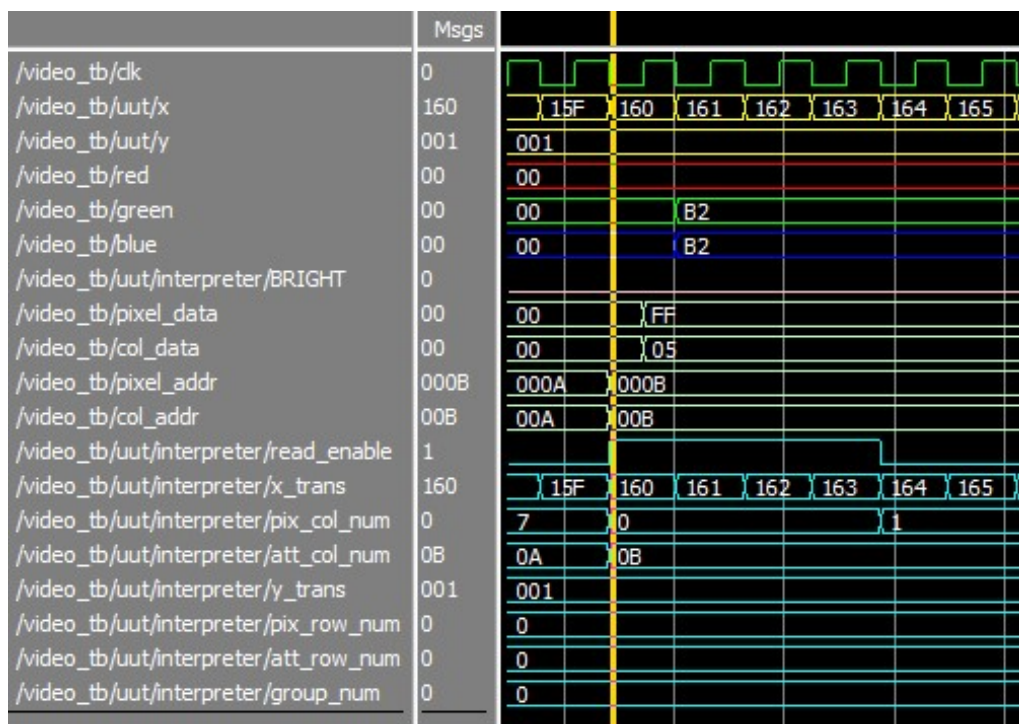 Msgs
/video_tb/clk 0
/video_tb/uut/x 160 15F 160 161 162 163 164 165
/video_tb/uut/y 001 001
/video_tb/red 00 00
/video_tb/green 00 00 B2
/video_tb/blue 00 00 B2
/video_tb/uut/interpreter/BRIGHT 0
/video_tb/pixel_data 00 00 FF
/video_tb/col_data 00 00 05
/video_tb/pixel_addr 000B 000A 000B
/video_tb/col_addr 00B 00A 00B
/video_tb/uut/interpreter/read_enable 1
/video_tb/uut/interpreter/x_trans 160 15F 160 161 162 163 164 165
/video_tb/uut/interpreter/pix_col_num 0 7 0 1
/video_tb/uut/interpreter/att_col_num 0B 0A 0B
/video_tb/uut/interpreter/y_trans 001 001
/video_tb/uut/interpreter/pix_row_num 0 0
/video_tb/uut/interpreter/att_row_num 0 0
/video_tb/uut/interpreter/group_num 0 0